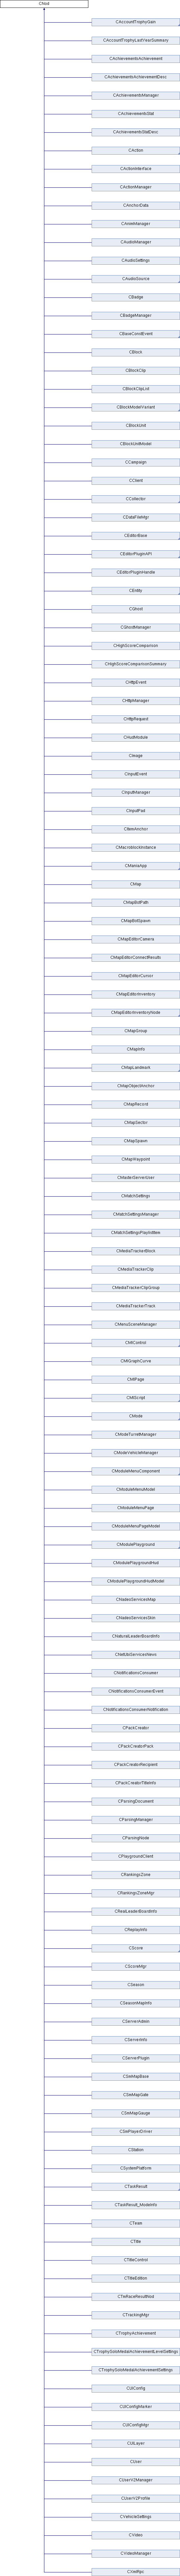 CNod
CAccountTrophyGain
CAccountTrophyLastYearSummary
CAchievementsAchievement
CAchievementsAchievementDesc
CAchievementsManager
CAchievementsStat
CAchievementsStatDesc
CAction
CActionInterface
CActionManager
CAnchorData
CAnimManager
CAudioManager
CAudioSettings
CAudioSource
CBadge
CBadgeManager
CBaseConstEvent
CBlock
CBlockClip
CBlockClipList
CBlockModelVariant
CBlockUnit
CBlockUnitModel
CCampaign
CClient
CCollector
CDataFileMgr
CEditorBase
CEditorPluginAPI
CEditorPluginHandle
CEntity
CGhost
CGhostManager
CHighScoreComparison
CHighScoreComparisonSummary
CHttpEvent
CHttpManager
CHttpRequest
CHudModule
CImage
CInputEvent
CInputManager
CInputPad
CItemAnchor
CMacroblockInstance
CManiaApp
CMap
CMapBotPath
CMapBotSpawn
CMapEditorCamera
CMapEditorConnectResults
CMapEditorCursor
CMapEditorInventory
CMapEditorInventoryNode
CMapGroup
CMapInfo
CMapLandmark
CMapObjectAnchor
CMapRecord
CMapSector
CMapSpawn
CMapWaypoint
CMasterServerUser
CMatchSettings
CMatchSettingsManager
CMatchSettingsPlaylistItem
CMediaTrackerBlock
CMediaTrackerClip
CMediaTrackerClipGroup
CMediaTrackerTrack
CMenuSceneManager
CMlControl
CMlGraphCurve
CMlPage
CMlScript
CMode
CModeTurretManager
CModeVehicleManager
CModuleMenuComponent
CModuleMenuModel
CModuleMenuPage
CModuleMenuPageModel
CModulePlayground
CModulePlaygroundHud
CModulePlaygroundHudModel
CNadeoServicesMap
CNadeoServicesSkin
CNaturalLeaderBoardInfo
CNetUbiServicesNews
CNotificationsConsumer
CNotificationsConsumerEvent
CNotificationsConsumerNotification
CPackCreator
CPackCreatorPack
CPackCreatorRecipient
CPackCreatorTitleInfo
CParsingDocument
CParsingManager
CParsingNode
CPlaygroundClient
CRankingsZone
CRankingsZoneMgr
CRealLeaderBoardInfo
CReplayInfo
CScore
CScoreMgr
CSeason
CSeasonMapInfo
CServerAdmin
CServerInfo
CServerPlugin
CSmMapBase
CSmMapGate
CSmMapGauge
CSmPlayerDriver
CStation
CSystemPlatform
CTaskResult
CTaskResult_ModeInfo
CTeam
CTitle
CTitleControl
CTitleEdition
CTmRaceResultNod
CTrackingMgr
CTrophyAchievement
CTrophySoloMedalAchievementLevelSettings
CTrophySoloMedalAchievementSettings
CUIConfig
CUIConfigMarker
CUIConfigMgr
CUILayer
CUser
CUserV2Manager
CUserV2Profile
CVehicleSettings
CVideo
CVideoManager
CXmlRpc